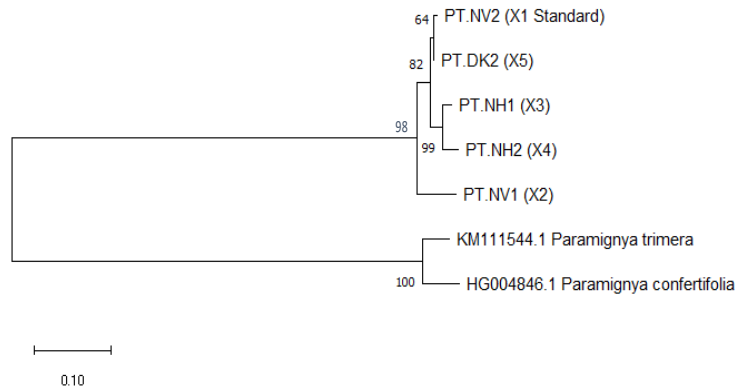 64
PT.NV2 (X1 Standard)
82
PT.DK2 (X5)
PT.NH1 (X3)
98
99
PT.NH2 (X4)
PT.NV1 (X2)
KM111544.1 Paramignya trimera
100
HG004846.1 Paramignya confertifolia
0.10